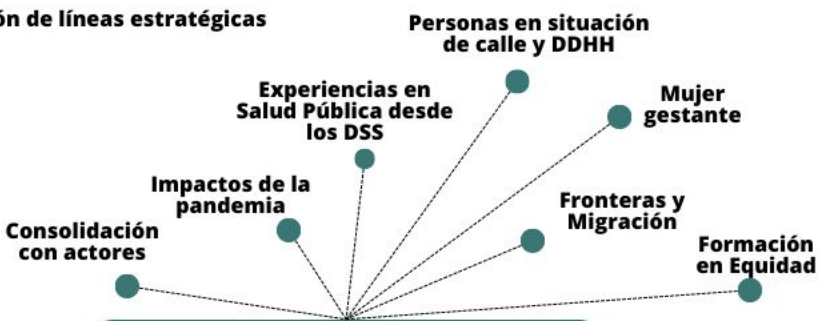 ón de líneas estratégicas
Personas en situación
de calle y DDHH
Experiencias en
Salud Pública desde
los DSS
Mujer
gestante
Impactos de la
pandemia
Fronteras y
Migración
Consolidación
con actores
Formación
en Equidad